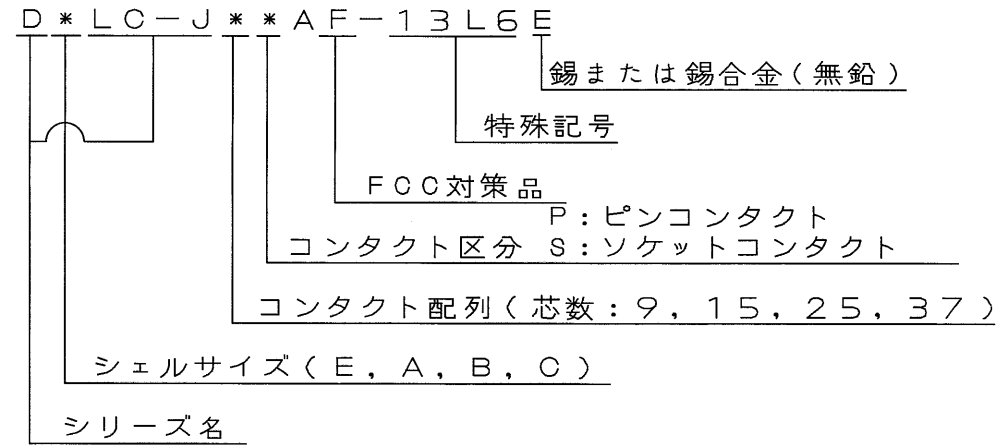 D*LC-J**AF-13L6E
錫または錫合金(無鉛)
特殊記号
FCC対策品
P:ピンコンタクト
コンタクト区分 S:ソケットコンタクト
コンタクト配列(芯数:9,15,25,37)
シェルサイズ(E,A,B,C)
シリーズ名